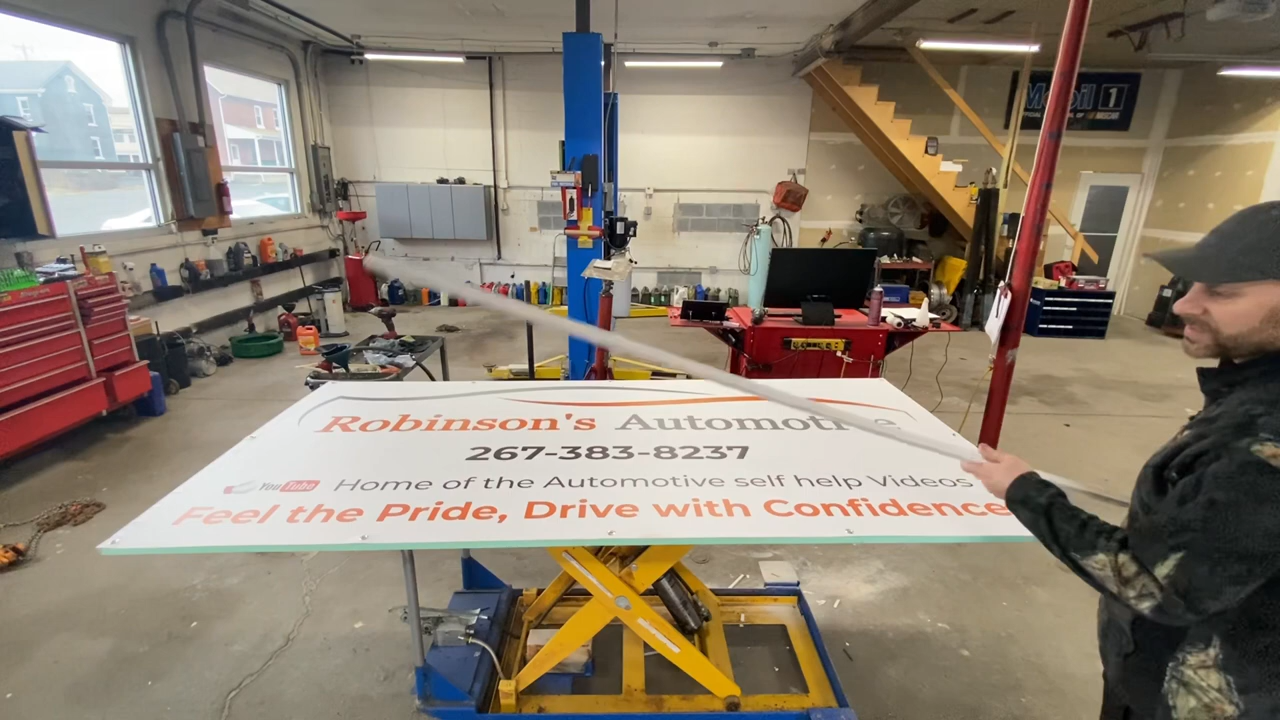 Mobil 1
Robinson's Automotive
267-383-8237
YouTube Home of the Automotive self help Videos
Feel the Pride, Drive with Confidence